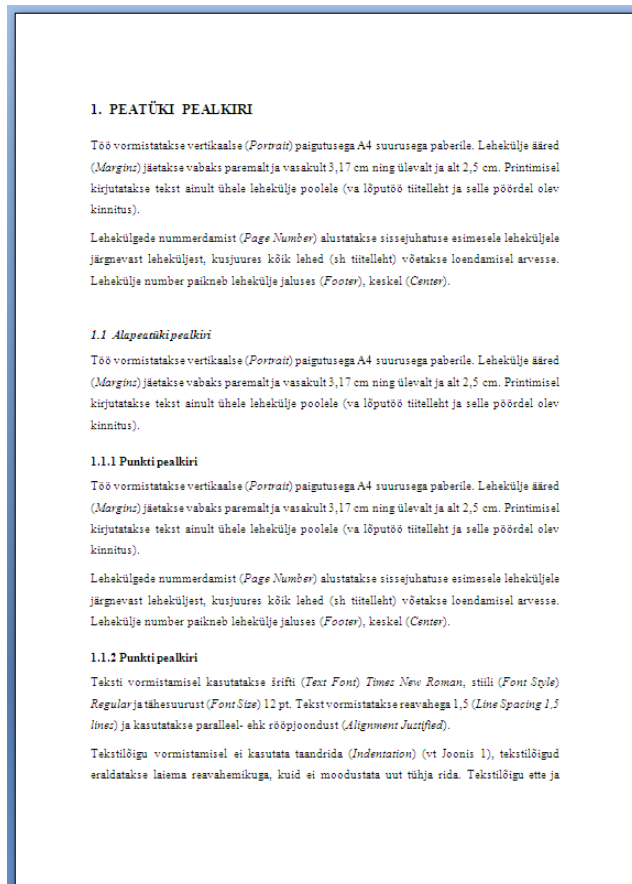 1. PEATÜKI PEALKIRI
Töö vormistatakse vertikaalse (Portrait) paigutusega A4 suurusega paberile. Lehekülje ääred
(Margins) jäetakse vabaks paremalt ja vasakult 3,17 cm ning ülevalt ja alt 2,5 cm. Printimisel
kirjutatakse tekst ainult ühele lehekülje poolele (va lõputöö tiitelleht ja selle pöördel olev
kinnitus).
Lehekülgede nummerdamist (Page Number) alustatakse sissejuhatuse esimesele leheküljele
järgnevast leheküljest, kusjuures kõik lehed (sh tiitelleht) võetakse loendamisel arvesse.
Lehekülje number paikneb lehekülje jaluses (Footer), keskel (Center).
1.1 Alapeatüki pealkiri
Töö vormistatakse vertikaalse (Portrait) paigutusega A4 suurusega paberile. Lehekülje ääred
(Margins) jäetakse vabaks paremalt ja vasakult 3,17 cm ning ülevalt ja alt 2,5 cm. Printimisel
kirjutatakse tekst ainult ühele lehekülje poolele (va lõputöö tiitelleht ja selle pöördel olev
kinnitus).
1.1.1 Punkti pealkiri
Töö vormistatakse vertikaalse (Portrait) paigutusega A4 suurusega paberile. Lehekülje ääred
(Margins) jäetakse vabaks paremalt ja vasakult 3,17 cm ning ülevalt ja alt 2,5 cm. Printimisel
kirjutatakse tekst ainult ühele lehekülje poolele (va lõputöö tiitelleht ja selle pöördel olev
kinnitus).
Lehekülgede nummerdamist (Page Number) alustatakse sissejuhatuse esimesele leheküljele
järgnevast leheküljest, kusjuures kõik lehed (sh tiitelleht) võetakse loendamisel arvesse.
Lehekülje number paikneb lehekülje jaluses (Footer), keskel (Center).
1.1.2 Punkti pealkiri
Teksti vormistamisel kasutatakse šrifti (Text Font) Times New Roman, stiili (Font Style)
Regular ja tähesuurust (Font Size) 12 pt. Tekst vormistatakse reavahega 1,5 (Line Spacing 1,5
lines) ja kasutatakse paralleel- ehk rööpjoondust (Alignment Justified).
Tekstilõigu vormistamisel ei kasutata taandrida (Indentation) (vt Joonis 1), tekstilõigud
eraldatakse laiema reavahemikuga, kuid ei moodustata uut tühja rida. Tekstilõigu ette ja